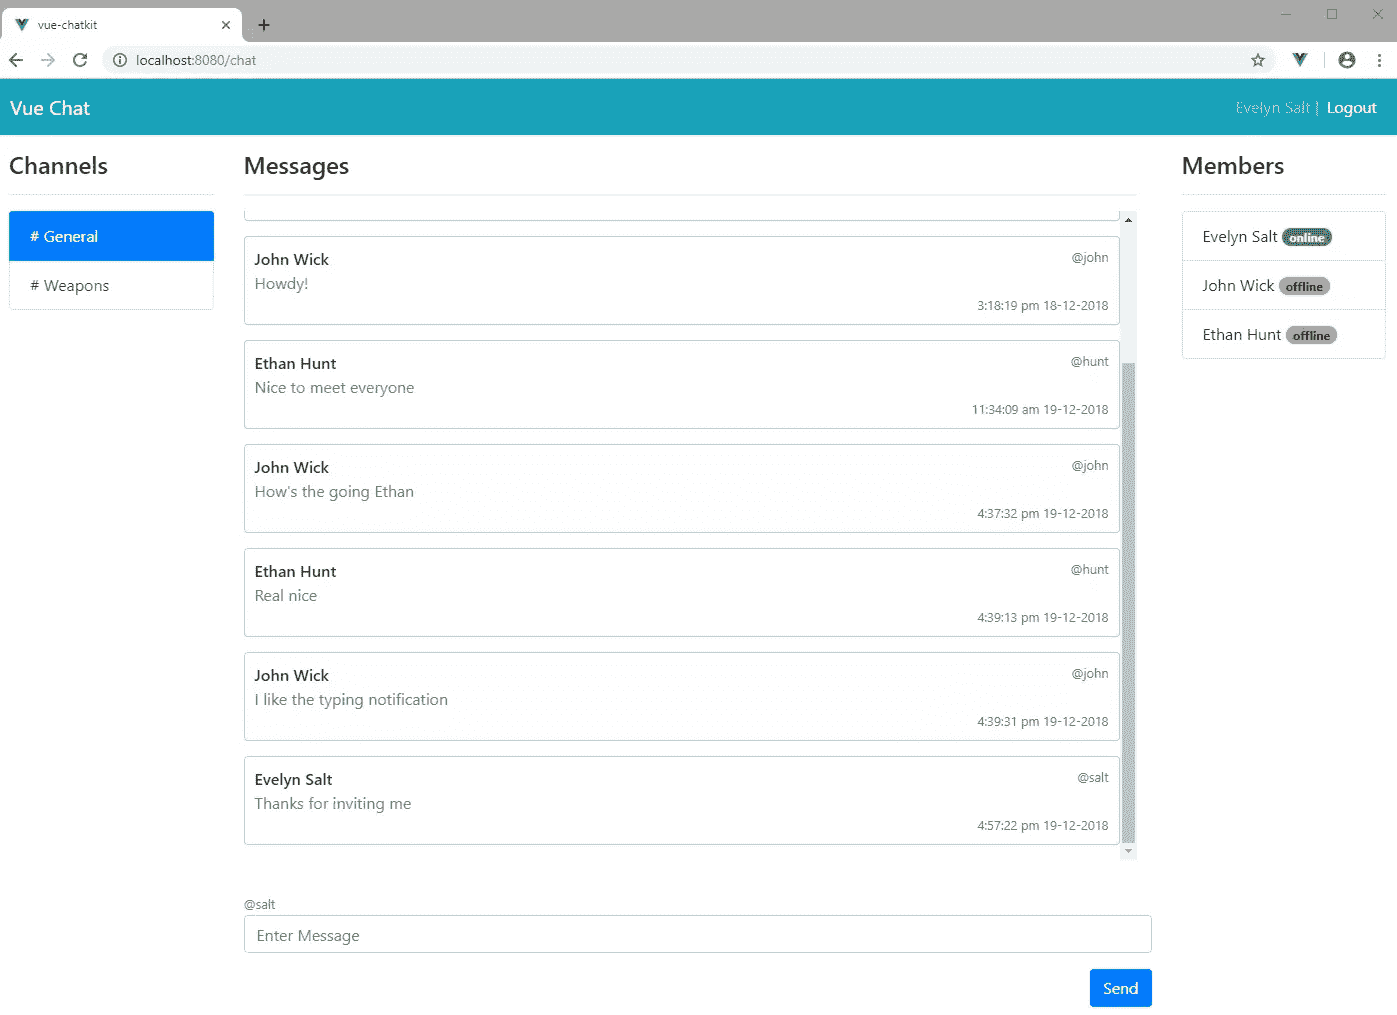 vue-chatkit
localhost:8080/chat
Vue Chat
Evelyn Salt | Logout
Channels
# General
# Weapons
Messages
John Wick @john
Howdy!
3:18:19 pm 18-12-2018
Ethan Hunt @hunt
Nice to meet everyone
11:34:09 am 19-12-2018
John Wick @john
How's the going Ethan
4:37:32 pm 19-12-2018
Ethan Hunt @hunt
Real nice
4:39:13 pm 19-12-2018
John Wick @john
I like the typing notification
4:39:31 pm 19-12-2018
Evelyn Salt @salt
Thanks for inviting me
4:57:22 pm 19-12-2018
@salt
Enter Message
Send
Members
Evelyn Salt online
John Wick offline
Ethan Hunt offline